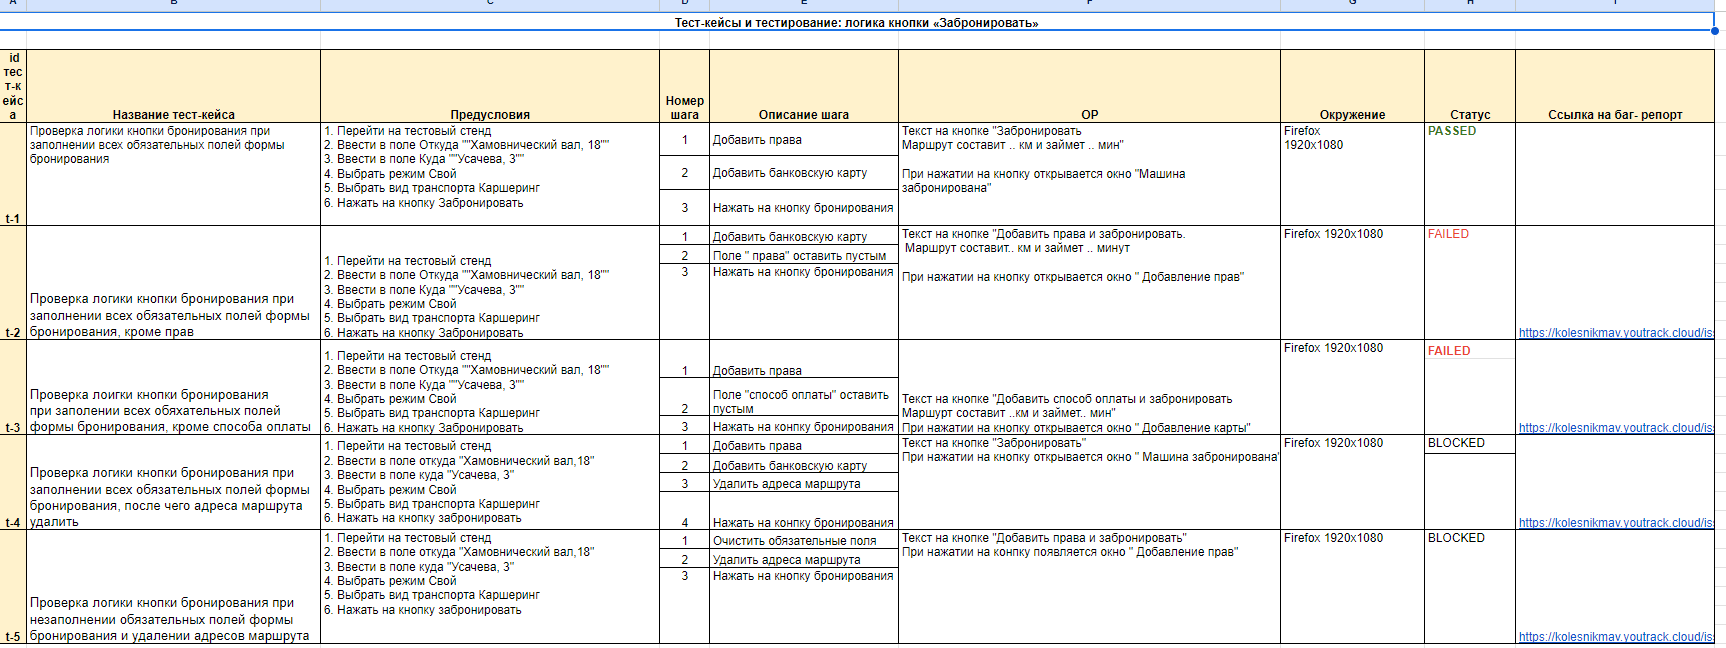 A B C D E F G H I
Тест-кейсы и тестирование: логика кнопки «Забронировать»
id
тес
т-к
ейс
а
Название тест-кейса
Предусловия
Номер
шага
Описание шага
ОР
Окружение
Статус
Ссылка на баг- репорт
t-1
Проверка логики кнопки бронирования при
заполнении всех обязательных полей формы
бронирования
1. Перейти на тестовый стенд
2. Ввести в поле Откуда ""Хамовнический вал, 18""
3. Ввести в поле Куда ""Усачева, 3""
4. Выбрать режим Свой
5. Выбрать вид транспорта Каршеринг
6. Нажать на кнопку Забронировать
1 Добавить права
2 Добавить банковскую карту
3 Нажать на кнопку бронирования
Текст на кнопке "Забронировать
Маршрут составит .. км и займет .. мин"
При нажатии на кнопку открывается окно "Машина
забронирована"
Firefox
1920x1080
PASSED
t-2
Проверка логики кнопки бронирования при
заполнении всех обязательных полей формы
бронирования, кроме прав
1. Перейти на тестовый стенд
2. Ввести в поле Откуда ""Хамовнический вал, 18""
3. Ввести в поле Куда ""Усачева, 3""
4. Выбрать режим Свой
5. Выбрать вид транспорта Каршеринг
6. Нажать на кнопку Забронировать
1 Добавить банковскую карту
2 Поле " права" оставить пустым
3 Нажать на кнопку бронирования
Текст на кнопке "Добавить права и забронировать.
Маршрут составит.. км и займет .. минут
При нажатии на кнопку открывается окно " Добавление прав"
Firefox 1920x1080
FAILED
https://kolesnikmav.youtrack.cloud/iss
t-3
Проверка лоигки кнопки бронирования
при заполении всех обяхательных полей
формы бронирования, кроме способа оплаты
1. Перейти на тестовый стенд
2. Ввести в поле Откуда ""Хамовнический вал, 18""
3. Ввести в поле Куда ""Усачева, 3""
4. Выбрать режим Свой
5. Выбрать вид транспорта Каршеринг
6. Нажать на кнопку Забронировать
1 Добавить права
2 Поле "способ оплаты" оставить
пустым
3 Нажать на конпку бронирования
Текст на кнопке "Добавить способ оплаты и забронировать
Маршурт составит ..км и займет.. мин"
При нажатии на кнопку открывается окно " Добавление карты"
Firefox 1920x1080
FAILED
https://kolesnikmav.youtrack.cloud/iss
t-4
Проверка логики кнопки бронирования при
заполнении всех обязательных полей формы
бронирования, после чего адреса маршрута
удалить
1. Перейти на тестовый стенд
2. Ввести в поле откуда "Хамовнический вал,18"
3. Ввести в поле куда "Усачева, 3"
4. Выбрать режим Свой
5. Выбрать вид транспорта Каршеринг
6. Нажать на кнопку забронировать
1 Добавить права
2 Добавить банковскую карту
3 Удалить адреса маршрута
4 Нажать на конпку бронирования
Текст на кнопке "Забронировать"
При нажатии на кнопку открывается окно " Машина забронирована"
Firefox 1920x1080
BLOCKED
https://kolesnikmav.youtrack.cloud/iss
t-5
Проверка логики кнопки бронирования при
незаполнении обязательных полей формы
бронирования и удалении адресов маршрута
1. Перейти на тестовый стенд
2. Ввести в поле откуда "Хамовнический вал,18"
3. Ввести в поле куда "Усачева, 3"
4. Выбрать режим Свой
5. Выбрать вид транспорта Каршеринг
6. Нажать на кнопку забронировать
1 Очистить обязательные поля
2 Удалить адреса маршрута
3 Нажать на кнопку бронирования
Текст на кнопке "Добавить права и забронировать"
При нажатии на конпку появляется окно " Добавление прав"
Firefox 1920x1080
BLOCKED
https://kolesnikmav.youtrack.cloud/iss